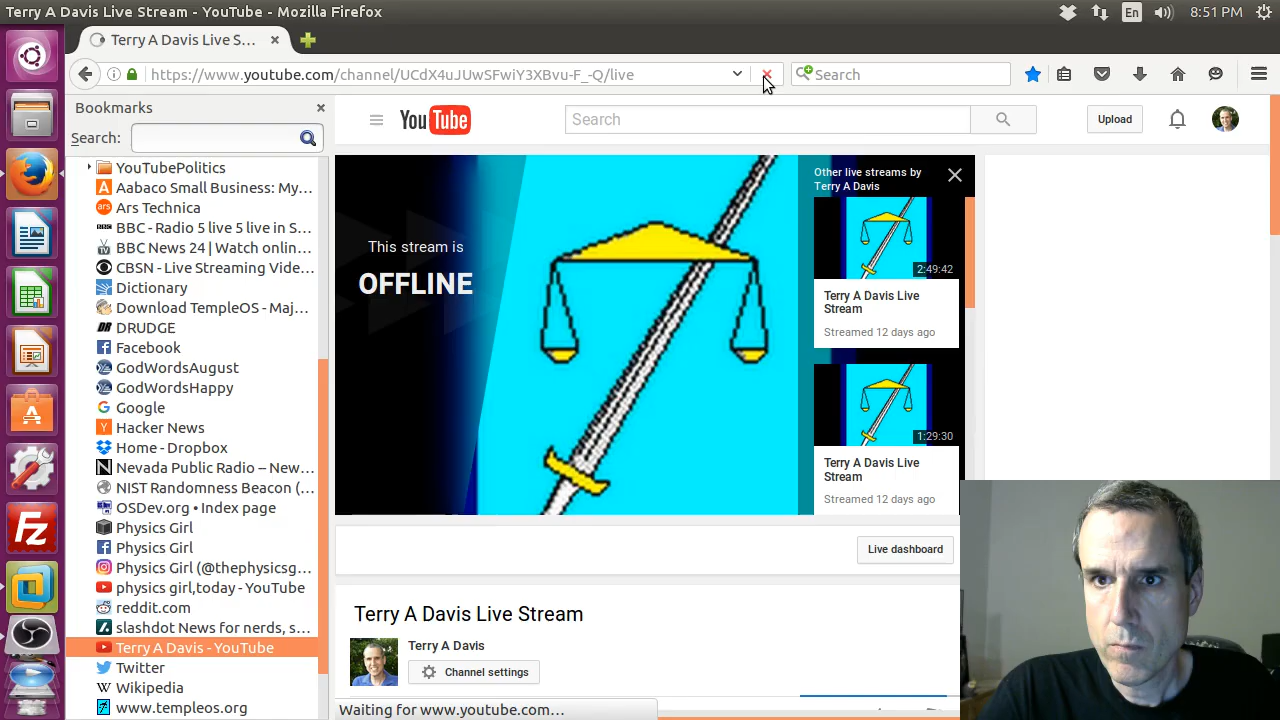 Terry A Davis Live Stream - YouTube - Mozilla Firefox
En
8:51 PM
Terry A Davis Live S...
https://www.youtube.com/channel/UCdX4uJUwSFwiY3XBvu-F_-Q/live
Search
Bookmarks
Search:
YouTubePolitics
Aabaco Small Business: My...
Ars Technica
BBC - Radio 5 live 5 live in S...
BBC News 24 | Watch onlin...
CBSN - Live Streaming Vide...
Dictionary
Download TempleOS - Maj...
DRUDGE
Facebook
GodWordsAugust
GodWordsHappy
Google
Hacker News
Home - Dropbox
Nevada Public Radio – New...
NIST Randomness Beacon (...
OSDev.org • Index page
Physics Girl
Physics Girl
Physics Girl (@thephysicsg...
physics girl,today - YouTube
reddit.com
slashdot News for nerds, s...
Terry A Davis - YouTube
Twitter
Wikipedia
www.templeos.org
YouTube
Search
Upload
This stream is
OFFLINE
Other live streams by
Terry A Davis
2:49:42
Terry A Davis Live
Stream
Streamed 12 days ago
1:29:30
Terry A Davis Live
Stream
Streamed 12 days ago
Live dashboard
Terry A Davis Live Stream
Terry A Davis
Channel settings
Waiting for www.youtube.com...